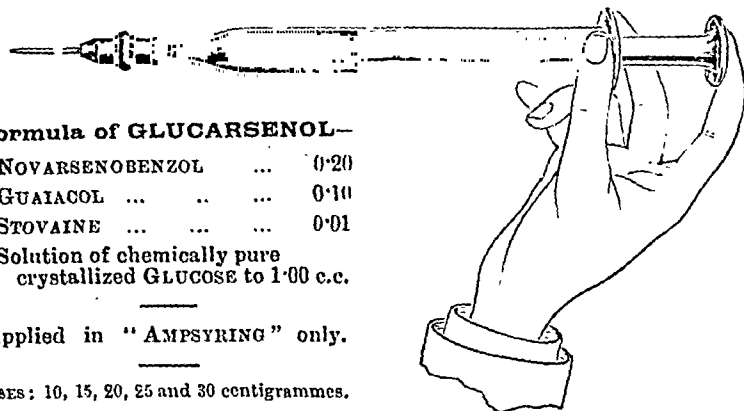 ormula of GLUCARSENOL—
NOVARSENOBENZOL ... 0·20
GUAIACOL ... .. ... 0·10
STOVAINE ... ... ... 0·01
Solution of chemically pure
crystallized GLUCOSE to 1·00 c.c.
pplied in "AMPSYRING" only.
SES: 10, 15, 20, 25 and 30 centigrammes.